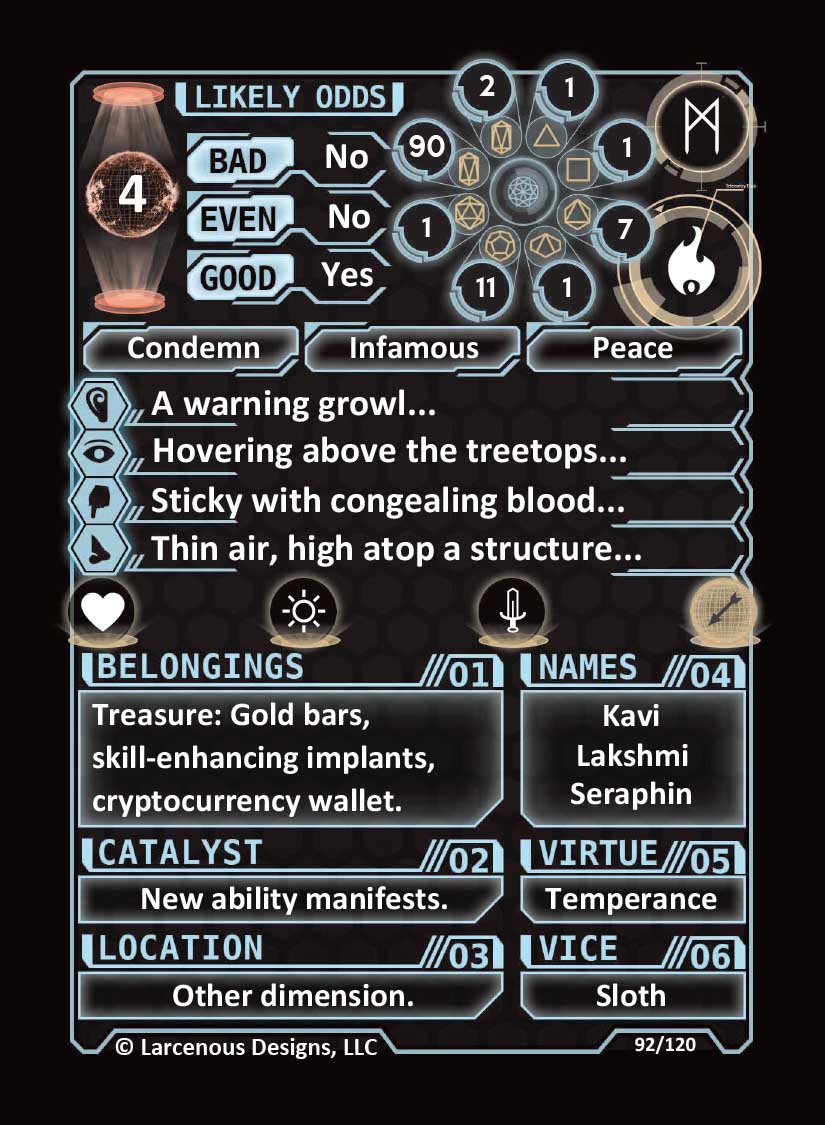 LIKELY ODDS
4
BAD No
EVEN No
GOOD Yes
2
1
90
1
1
7
11
1
ᛗ
Condemn Infamous Peace
A warning growl...
Hovering above the treetops...
Sticky with congealing blood...
Thin air, high atop a structure...
BELONGINGS ///01
Treasure: Gold bars,
skill-enhancing implants,
cryptocurrency wallet.
NAMES ///04
Kavi
Lakshmi
Seraphin
CATALYST ///02
New ability manifests.
VIRTUE ///05
Temperance
LOCATION ///03
Other dimension.
VICE ///06
Sloth
© Larcenous Designs, LLC
92/120